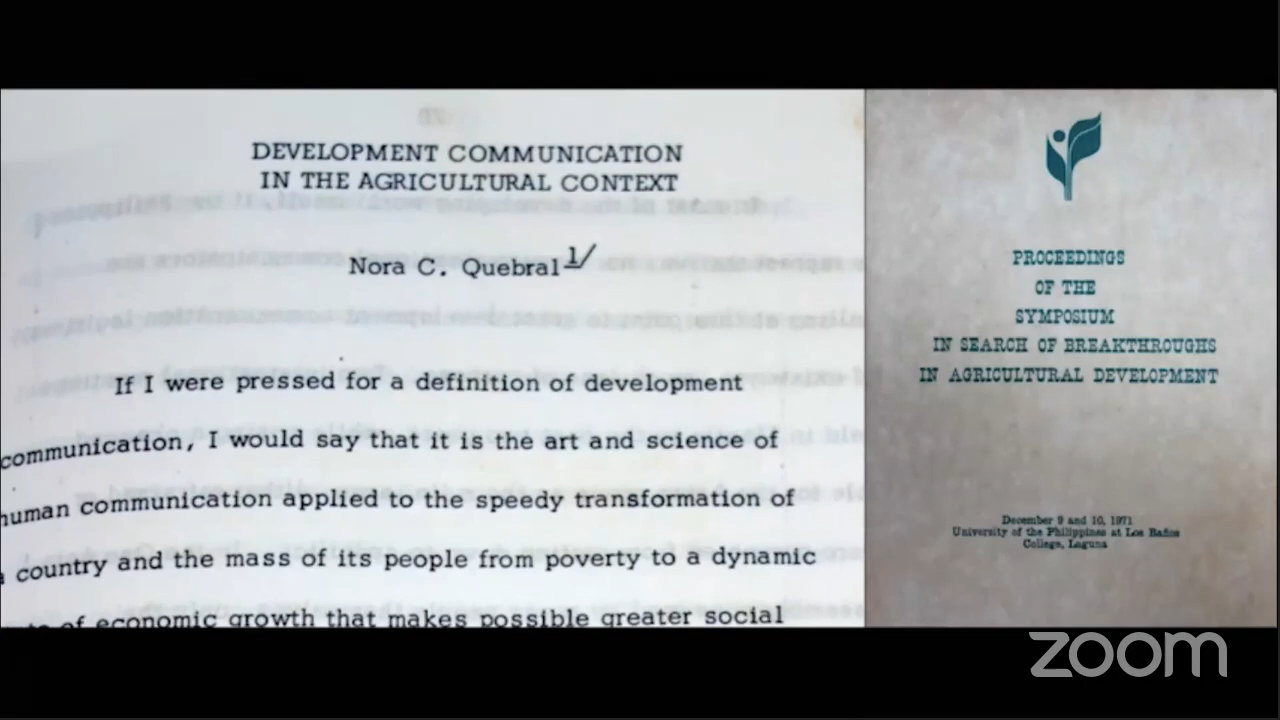 DEVELOPMENT COMMUNICATION
IN THE AGRICULTURAL CONTEXT
Nora C. Quebral 1/
If I were pressed for a definition of development
communication, I would say that it is the art and science of
human communication applied to the speedy transformation of
a country and the mass of its people from poverty to a dynamic
of economic growth that makes possible greater social
PROCEEDINGS
OF THE
SYMPOSIUM
IN SEARCH OF BREAKTHROUGHS
IN AGRICULTURAL DEVELOPMENT
December 9 and 10, 1971
University of the Philippines at Los Baños
College, Laguna
zoom